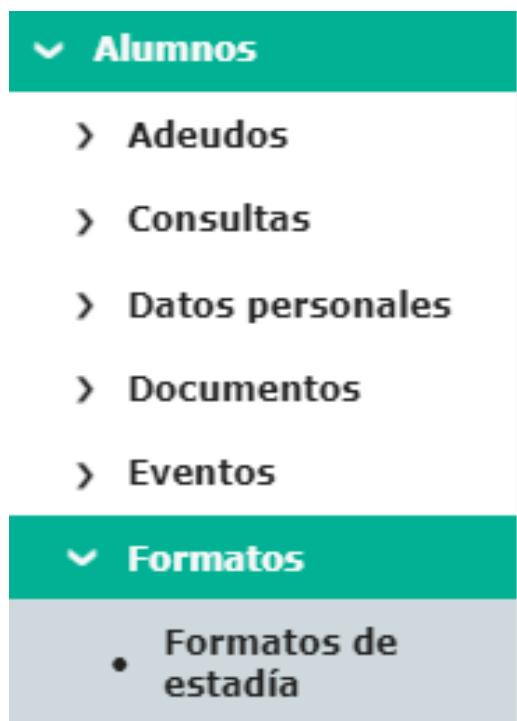 Alumnos
Adeudos
Consultas
Datos personales
Documentos
Eventos
Formatos
Formatos de
estadía